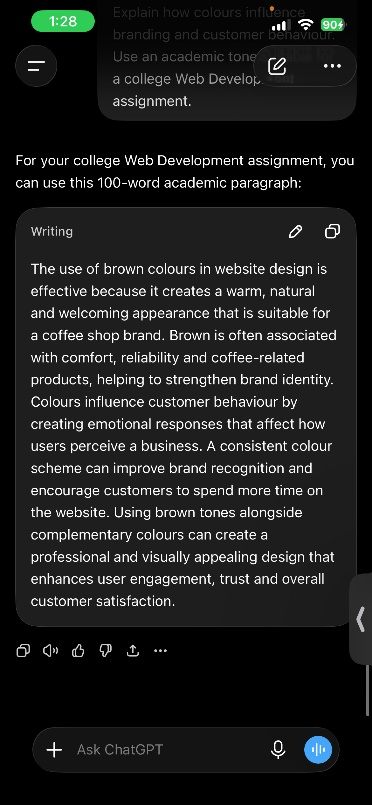 1:28
90
Explain how colours influence
branding and customer behaviour.
Use an academic tone
a college Web Develop
assignment.
For your college Web Development assignment, you
can use this 100-word academic paragraph:
Writing
The use of brown colours in website design is
effective because it creates a warm, natural
and welcoming appearance that is suitable for
a coffee shop brand. Brown is often associated
with comfort, reliability and coffee-related
products, helping to strengthen brand identity.
Colours influence customer behaviour by
creating emotional responses that affect how
users perceive a business. A consistent colour
scheme can improve brand recognition and
encourage customers to spend more time on
the website. Using brown tones alongside
complementary colours can create a
professional and visually appealing design that
enhances user engagement, trust and overall
customer satisfaction.
Ask ChatGPT